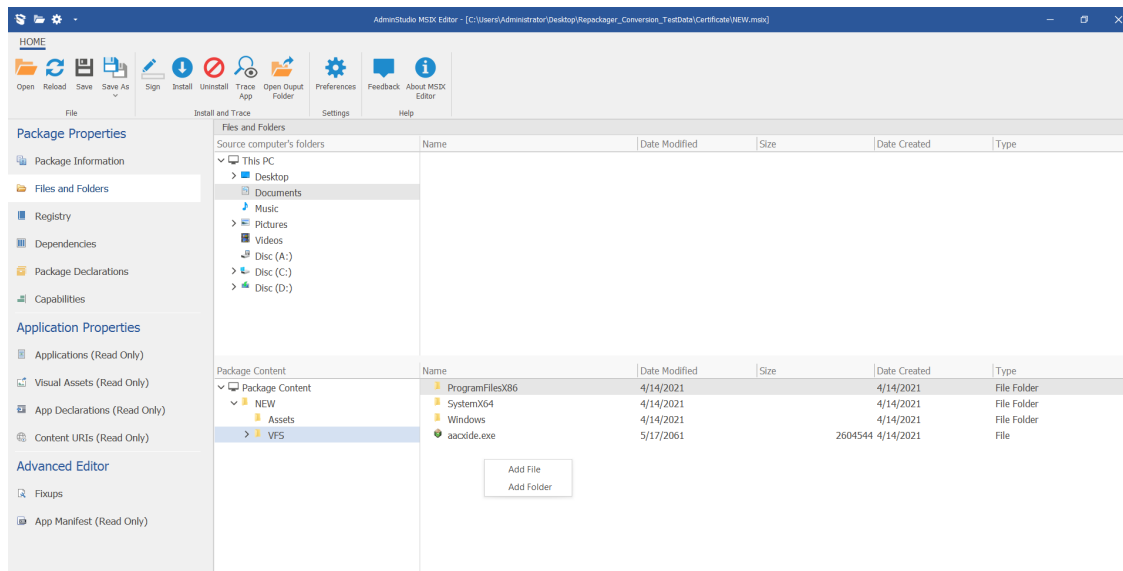 AdminStudio MSIX Editor - [C:\Users\Administrator\Desktop\Repackager_Conversion_TestData\Certificate\NEW.msix]
HOME
Open Reload Save Save As Sign Install Uninstall Trace App Open Ouput Folder Preferences Feedback About MSIX Editor
File Install and Trace Settings Help
Package Properties
Package Information
Files and Folders
Registry
Dependencies
Package Declarations
Capabilities
Application Properties
Applications (Read Only)
Visual Assets (Read Only)
App Declarations (Read Only)
Content URIs (Read Only)
Advanced Editor
Fixups
App Manifest (Read Only)
Files and Folders
Source computer's folders Name Date Modified Size Date Created Type
This PC
Desktop
Documents
Music
Pictures
Videos
Disc (A:)
Disc (C:)
Disc (D:)
Package Content Name Date Modified Size Date Created Type
Package Content ProgramFilesX86 4/14/2021 4/14/2021 File Folder
NEW SystemX64 4/14/2021 4/14/2021 File Folder
Assets Windows 4/14/2021 4/14/2021 File Folder
VFS aacxide.exe 5/17/2061 2604544 4/14/2021 File
Add File
Add Folder